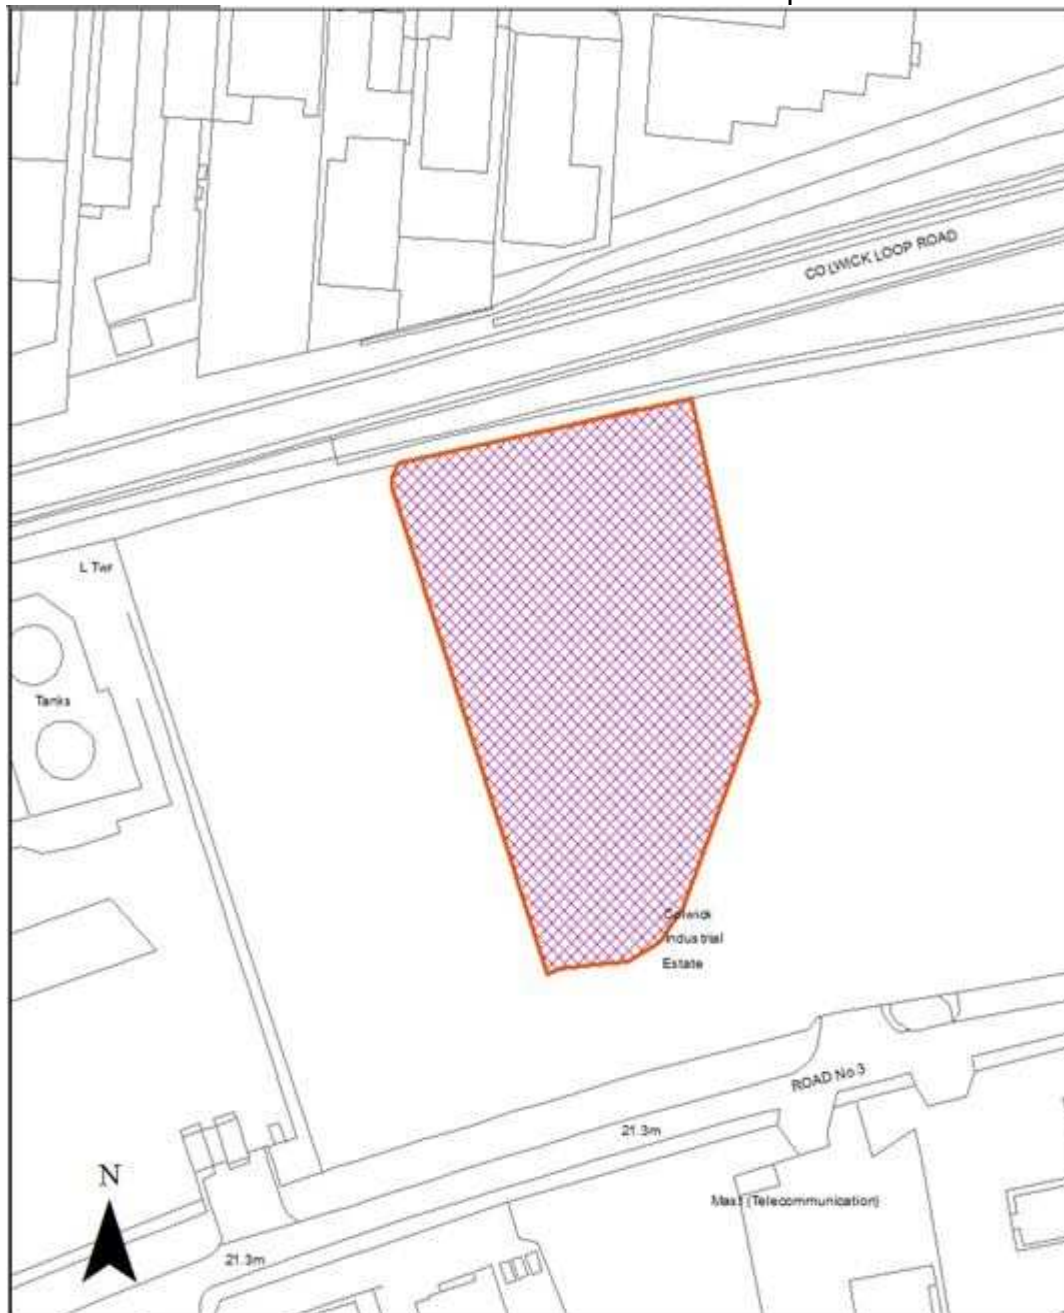 COLWICK LOOP ROAD
L Twr
Tanks
Colwick
Industrial
Estate
ROAD No.3
21.3m
N
Mast (Telecommunication)
21.3m